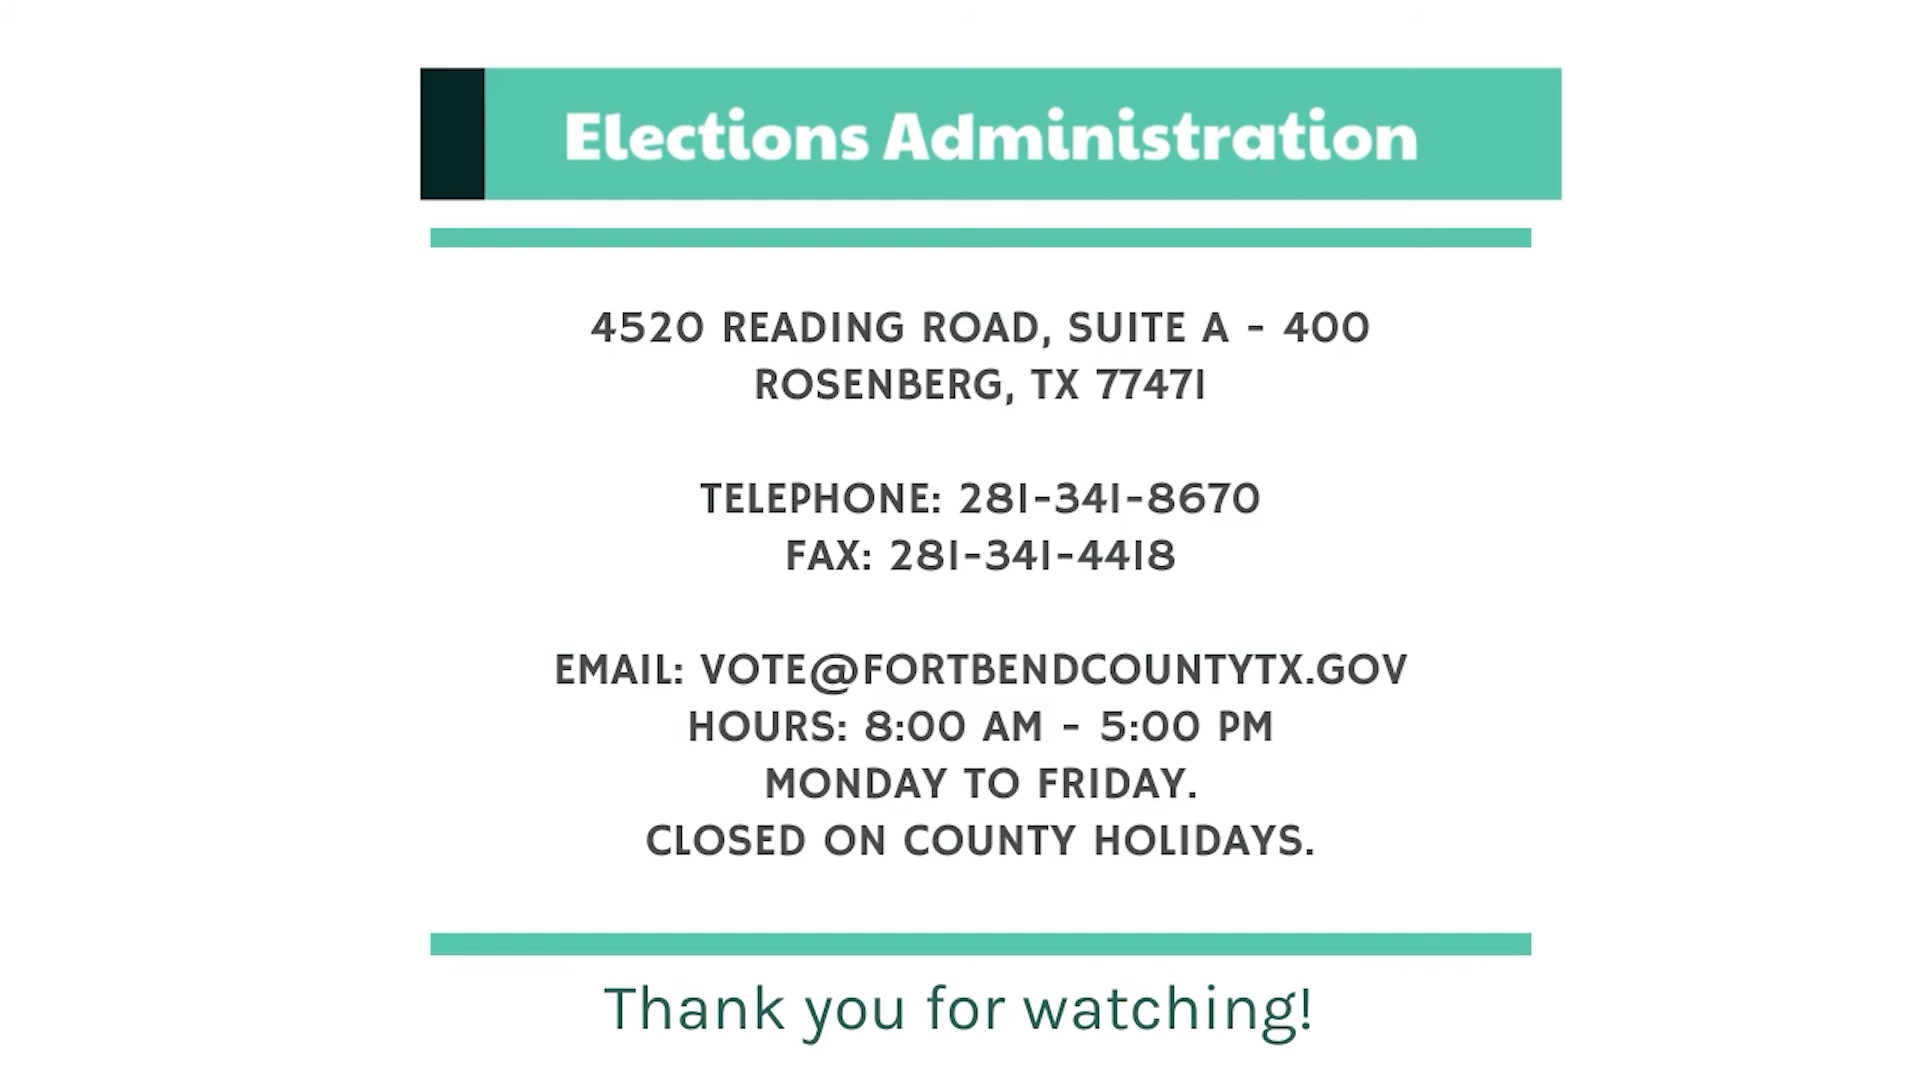 Elections Administration
4520 READING ROAD, SUITE A - 400
ROSENBERG, TX 77471
TELEPHONE: 281-341-8670
FAX: 281-341-4418
EMAIL: VOTE@FORTBENDCOUNTYTX.GOV
HOURS: 8:00 AM - 5:00 PM
MONDAY TO FRIDAY.
CLOSED ON COUNTY HOLIDAYS.
Thank you for watching!